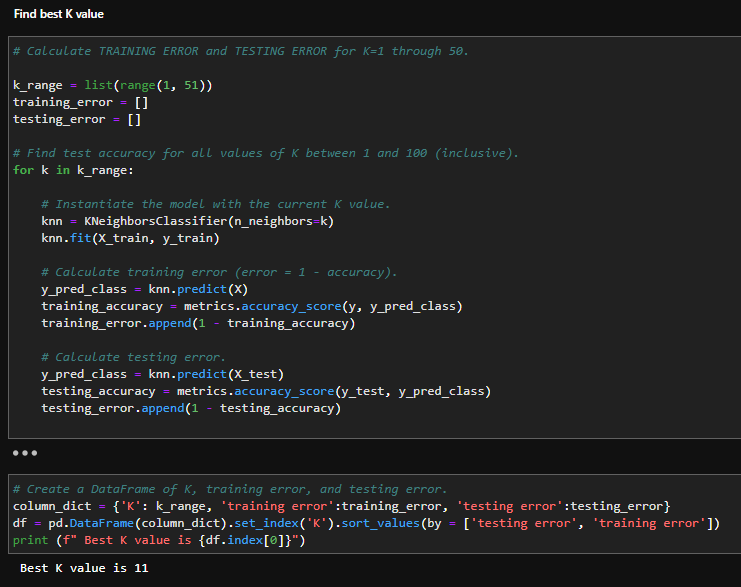 Find best K value
# Calculate TRAINING ERROR and TESTING ERROR for K=1 through 50.
k_range = list(range(1, 51))
training_error = []
testing_error = []
# Find test accuracy for all values of K between 1 and 100 (inclusive).
for k in k_range:
    # Instantiate the model with the current K value.
    knn = KNeighborsClassifier(n_neighbors=k)
    knn.fit(X_train, y_train)
    # Calculate training error (error = 1 - accuracy).
    y_pred_class = knn.predict(X)
    training_accuracy = metrics.accuracy_score(y, y_pred_class)
    training_error.append(1 - training_accuracy)
    # Calculate testing error.
    y_pred_class = knn.predict(X_test)
    testing_accuracy = metrics.accuracy_score(y_test, y_pred_class)
    testing_error.append(1 - testing_accuracy)
# Create a DataFrame of K, training error, and testing error.
column_dict = {'K': k_range, 'training error':training_error, 'testing error':testing_error}
df = pd.DataFrame(column_dict).set_index('K').sort_values(by = ['testing error', 'training error'])
print (f" Best K value is {df.index[0]}")
Best K value is 11